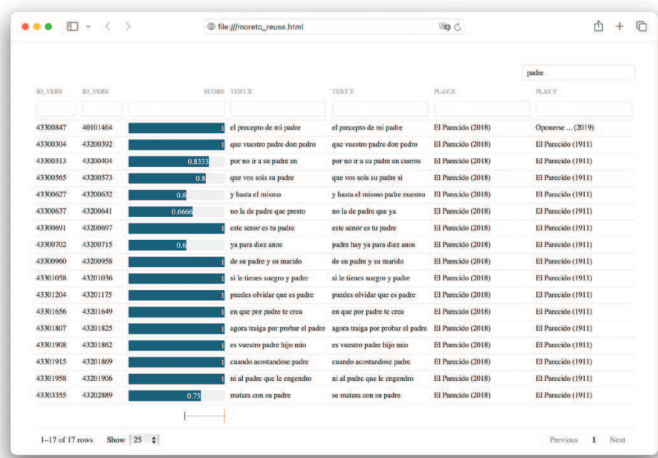 file:///moreto_reuse.html
padre
ID_VERS ID_VERS SCORE TEXT.X TEXT.Y PLAY.X PLAY.Y
43300847 40101464 1 el precepto de mi padre el precepto de mi padre El Parecido (2018) Oponerse ... (2019)
43300304 43200392 1 que vuestro padre don pedro que vuestro padre don pedro El Parecido (2018) El Parecido (1911)
43300313 43200404 0.8333 por no ir a su padre en por no ir a su padre en cueros El Parecido (2018) El Parecido (1911)
43300565 43200573 0.8 que vos sois su padre que vos sois su padre si El Parecido (2018) El Parecido (1911)
43300627 43200632 0.6 y hasta el mismo y hasta el mismo padre nuestro El Parecido (2018) El Parecido (1911)
43300637 43200641 0.6666 no la de padre que presto no la de padre que ya El Parecido (2018) El Parecido (1911)
43300691 43200697 1 este senor es tu padre este senor es tu padre El Parecido (2018) El Parecido (1911)
43300702 43200715 0.6 ya para diez anos padre hay ya para diez anos El Parecido (2018) El Parecido (1911)
43300960 43200958 1 de su padre y su marido de su padre y su marido El Parecido (2018) El Parecido (1911)
43301058 43201036 1 si le tienes suegro y padre si le tienes suegro y padre El Parecido (2018) El Parecido (1911)
43301204 43201175 1 puedes olvidar que es padre puedes olvidar que es padre El Parecido (2018) El Parecido (1911)
43301656 43201649 1 en que por padre te crea en que por padre te crea El Parecido (2018) El Parecido (1911)
43301807 43201825 1 agora traiga por probar el padre agora traiga por probar el padre El Parecido (2018) El Parecido (1911)
43301908 43201862 1 es vuestro padre hijo mio es vuestro padre hijo mio El Parecido (2018) El Parecido (1911)
43301915 43201869 1 cuando acostandose padre cuando acostandose padre El Parecido (2018) El Parecido (1911)
43301958 43201906 1 ni al padre que le engendro ni al padre que le engendro El Parecido (2018) El Parecido (1911)
43303355 43202889 0.75 matara con su padre se matara con su padre El Parecido (2018) El Parecido (1911)
1–17 of 17 rows Show 25 Previous 1 Next